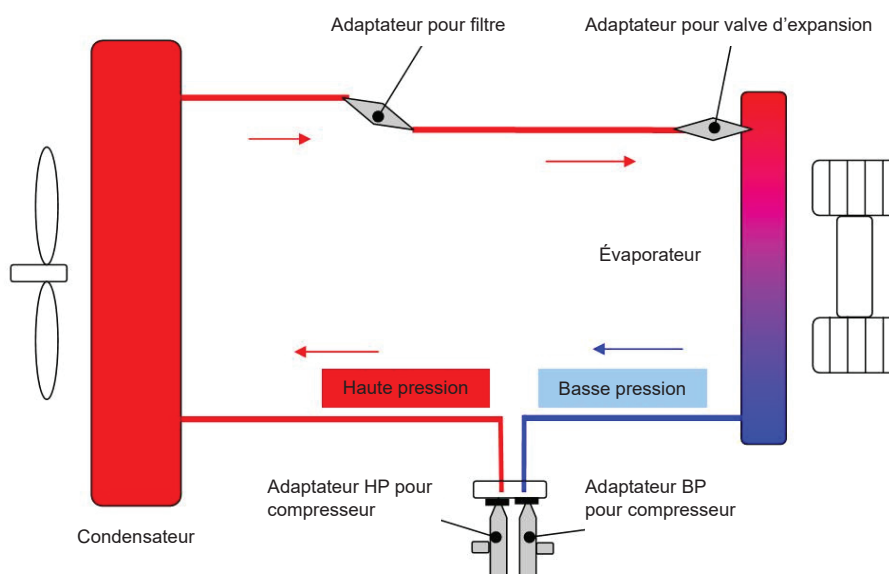 Adaptateur pour filtre
Adaptateur pour valve d’expansion
Évaporateur
Haute pression
Basse pression
Adaptateur HP pour
compresseur
Adaptateur BP
pour compresseur
Condensateur